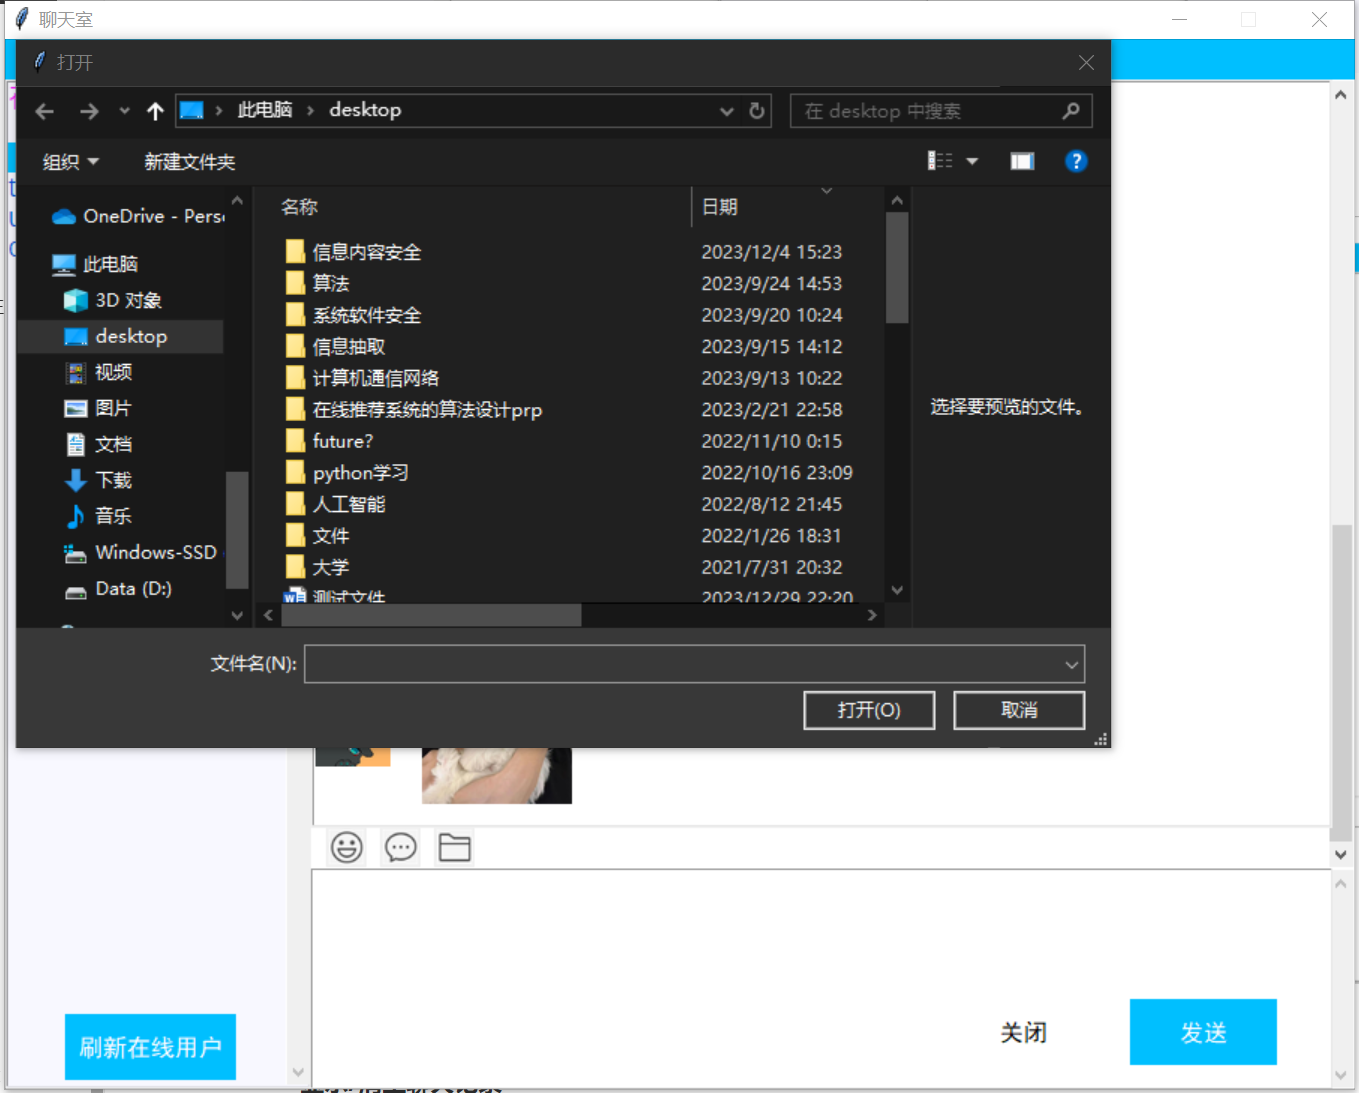 聊天室
打开
此电脑 desktop
在 desktop 中搜索
组织 新建文件夹
OneDrive - Pers
此电脑
3D 对象
desktop
视频
图片
文档
下载
音乐
Windows-SSD
Data (D:)
名称 日期
信息内容安全 2023/12/4 15:23
算法 2023/9/24 14:53
系统软件安全 2023/9/20 10:24
信息抽取 2023/9/15 14:12
计算机通信网络 2023/9/13 10:22
在线推荐系统的算法设计prp 2023/2/21 22:58
future? 2022/11/10 0:15
python学习 2022/10/16 23:09
人工智能 2022/8/12 21:45
文件 2022/1/26 18:31
大学 2021/7/31 20:32
测试文件 2023/12/29 22:20
选择要预览的文件。
文件名(N):
打开(O) 取消
关闭 发送
刷新在线用户